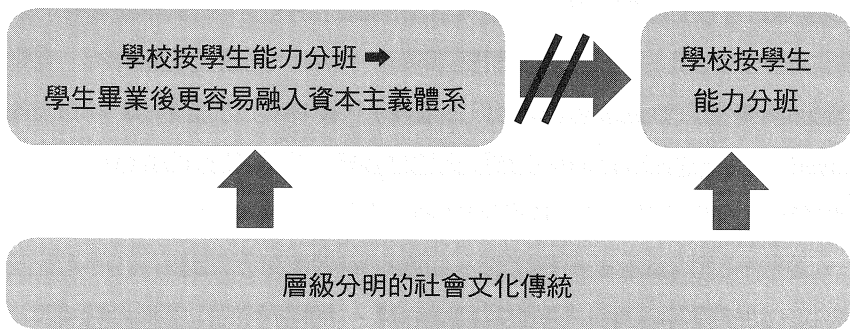 學校按學生能力分班➡
學生畢業後更容易融入資本主義體系
學校按學生
能力分班
層級分明的社會文化傳統